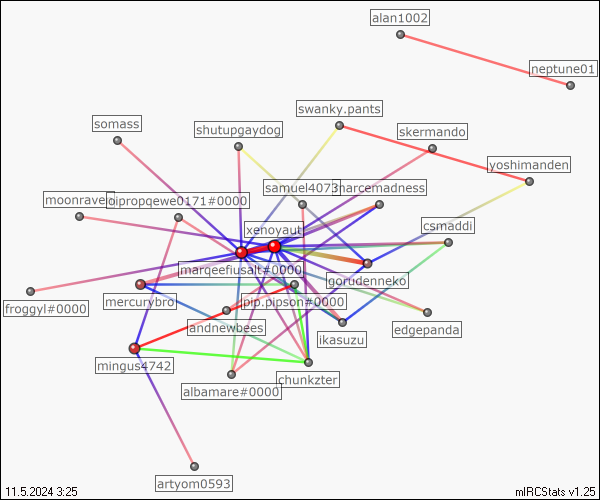 alan1002
neptune01
swanky.pants
somass
shutupgaydog
skermando
yoshimanden
samuel4073
narcemadness
moonrave
oipropqewe0171#0000
xenoyaut
csmaddi
marqeefiusalt#0000
gorudenneko
mercurybro
pip.pipson#0000
froggyl#0000
andnewbees
edgepanda
ikasuzu
mingus4742
chunkzter
albamare#0000
artyom0593
11.5.2024 3:25
mIRCStats v1.25